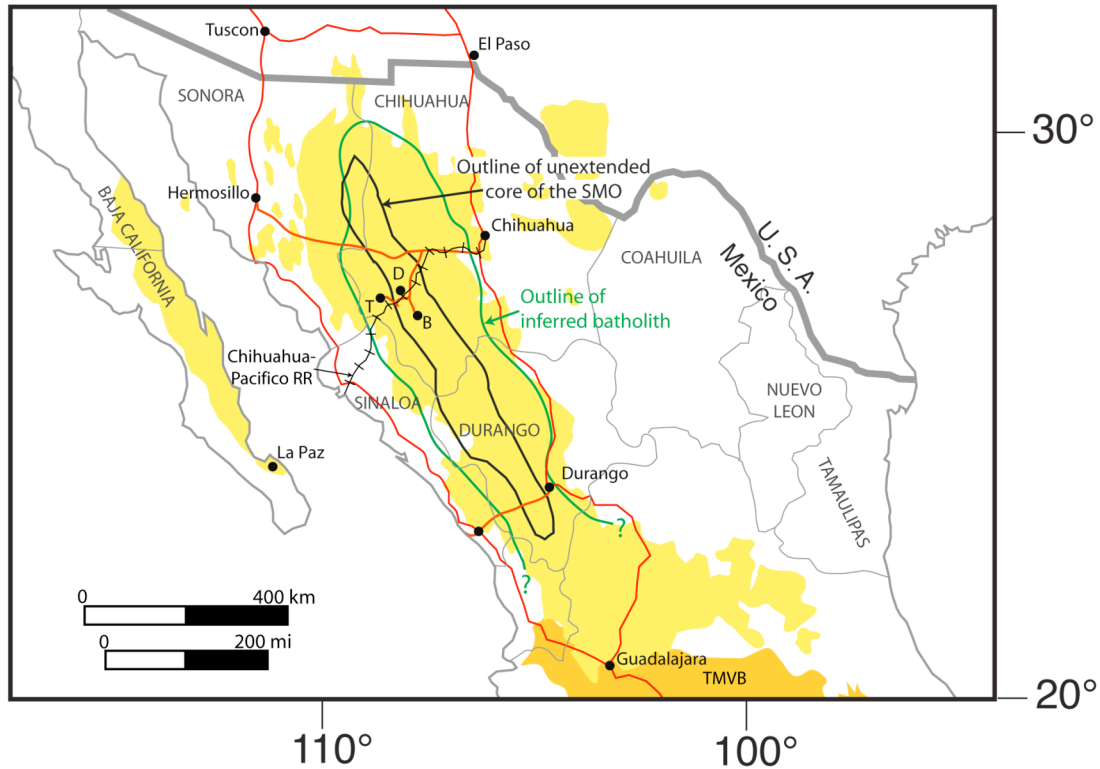 Tuscon
El Paso
SONORA
CHIHUAHUA
30°
Outline of unextended
core of the SMO
Hermosillo
BAJA CALIFORNIA
Chihuahua
U. S. A.
Mexico
COAHUILA
D
T
B
Outline of
inferred batholith
Chihuahua-
Pacifico RR
SINALOA
NUEVO
LEON
DURANGO
La Paz
Durango
TAMAULIPAS
?
?
0 400 km
0 200 mi
Guadalajara
TMVB
20°
110°
100°